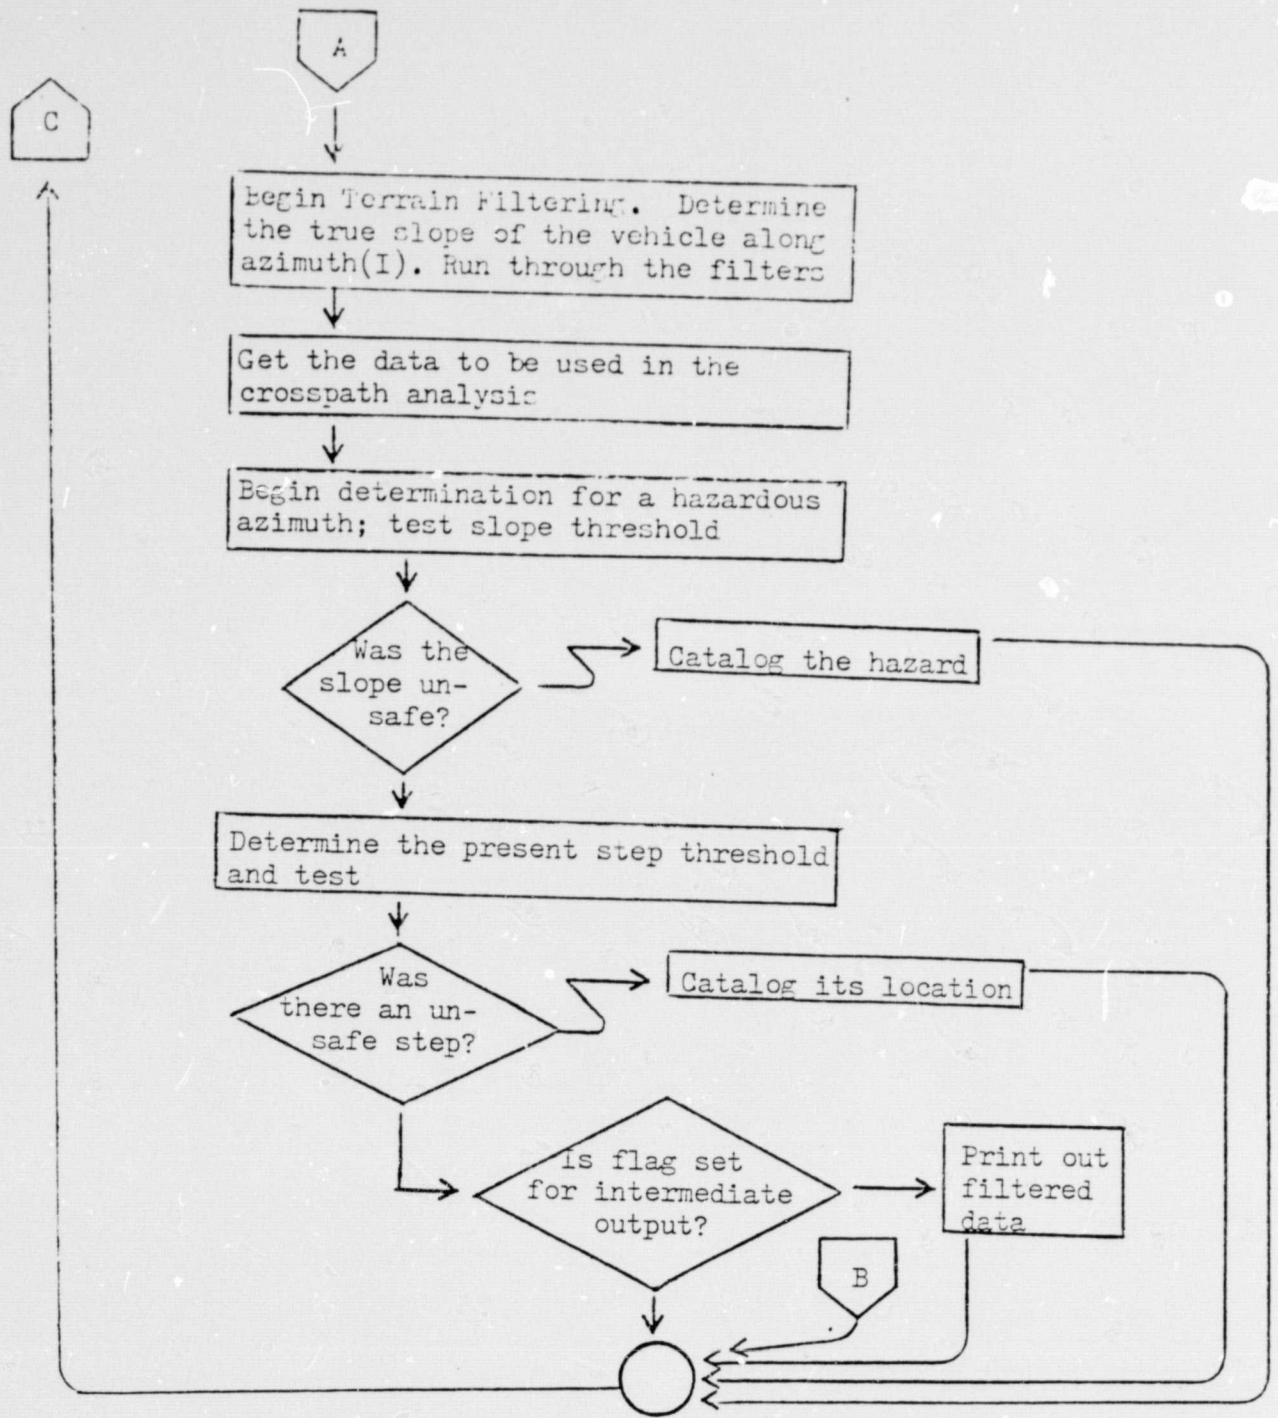 A
C
Begin Terrain Filtering. Determine
the true slope of the vehicle along
azimuth(I). Run through the filters
Get the data to be used in the
crosspath analysis
Begin determination for a hazardous
azimuth; test slope threshold
Was the
slope un-
safe?
Catalog the hazard
Determine the present step threshold
and test
Was
there an un-
safe step?
Catalog its location
Is flag set
for intermediate
output?
Print out
filtered
data
B